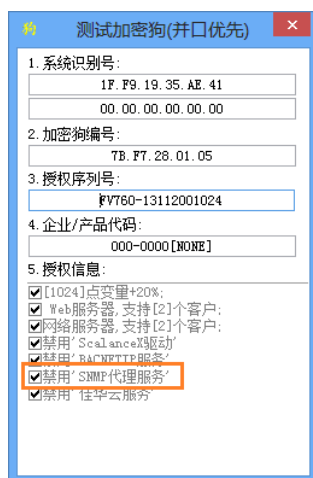 狗 测试加密狗(并口优先) ×
1.系统识别号:
1F.F9.19.35.AE.41
00.00.00.00.00.00
2.加密狗编号:
7B.F7.28.01.05
3.授权序列号:
FV760-13112001024
4.企业/产品代码:
000-0000[NONE]
5.授权信息:
[1024]点变量+20%;
Web服务器,支持[2]个客户;
网络服务器,支持[2]个客户;
禁用'ScalanceX驱动'
禁用'BACNETIP服务'
禁用'SNMP代理服务'
禁用'佳华云服务'